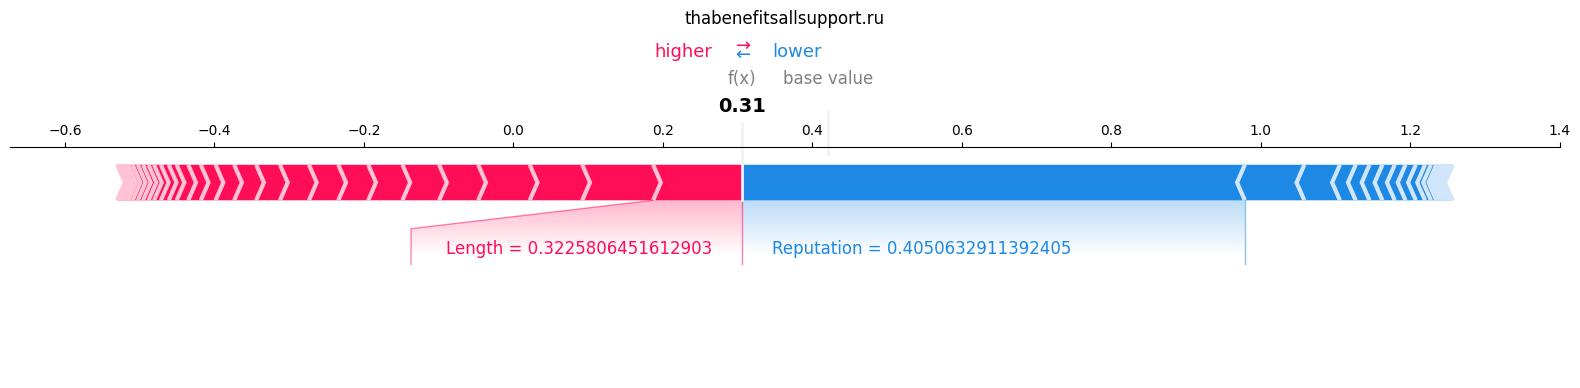 thabenefitsallsupport.ru
higher ⇄ lower
f(x) base value
0.31
−0.6 −0.4 −0.2 0.0 0.2 0.4 0.6 0.8 1.0 1.2 1.4
Length = 0.3225806451612903 Reputation = 0.4050632911392405